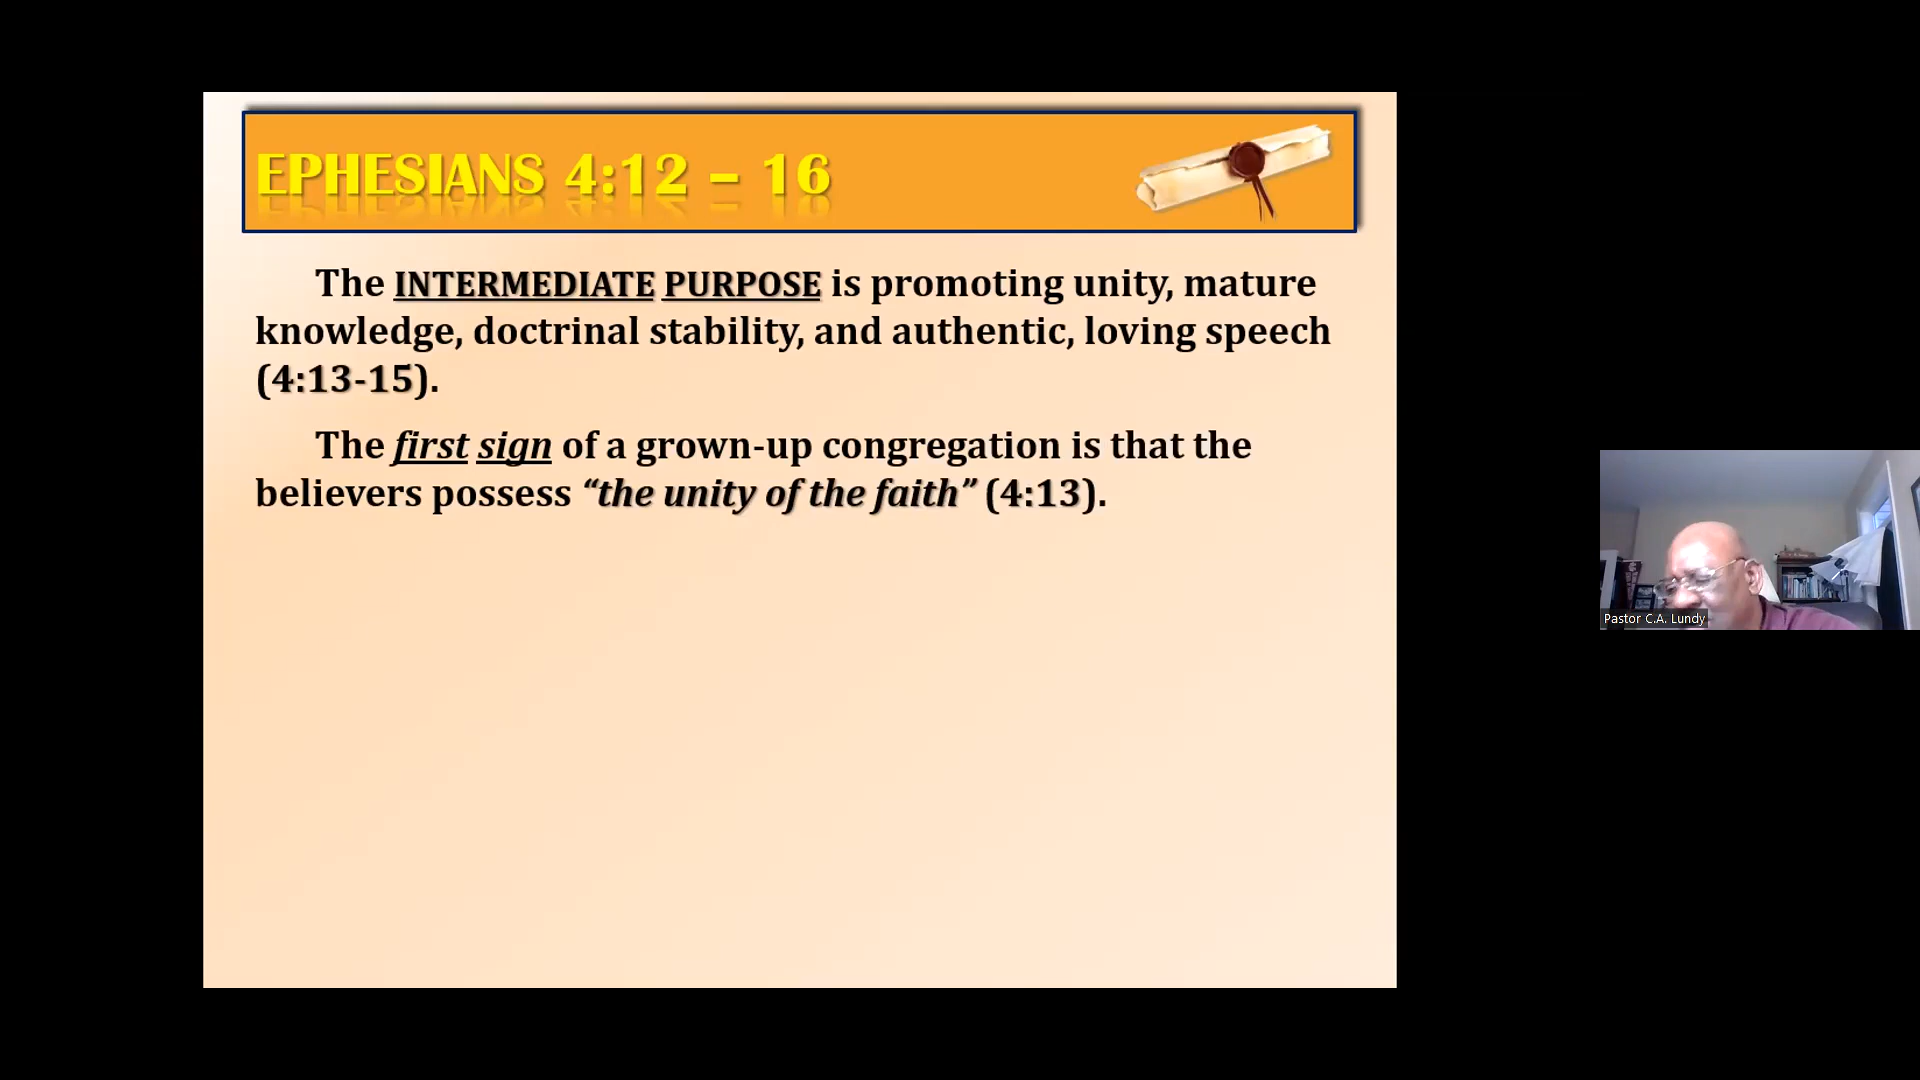 EPHESIANS 4:12 – 16
The INTERMEDIATE PURPOSE is promoting unity, mature
knowledge, doctrinal stability, and authentic, loving speech
(4:13-15).
The first sign of a grown-up congregation is that the
believers possess “the unity of the faith” (4:13).
Pastor C.A. Lundy